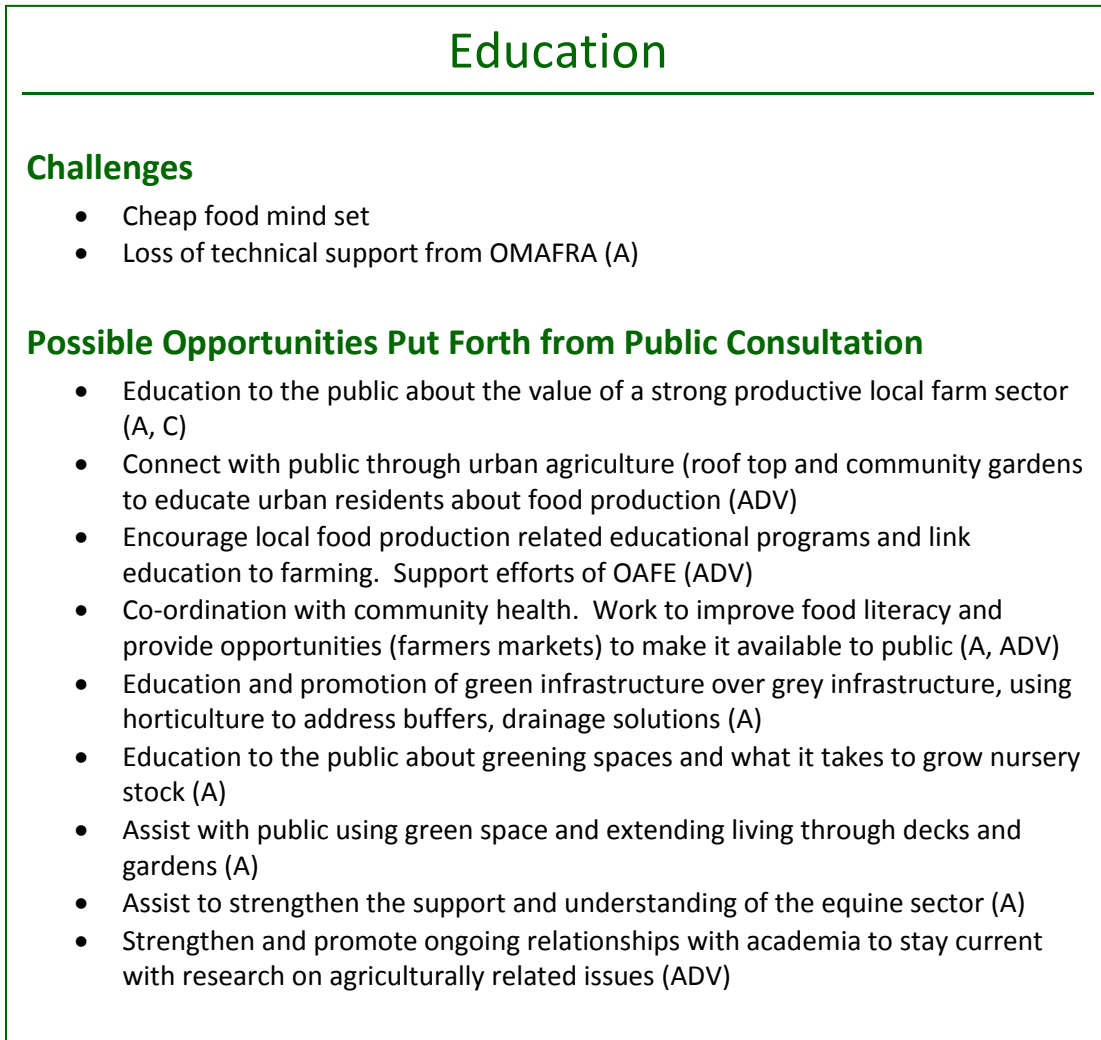 Education
Challenges
• Cheap food mind set
• Loss of technical support from OMAFRA (A)
Possible Opportunities Put Forth from Public Consultation
• Education to the public about the value of a strong productive local farm sector
(A, C)
• Connect with public through urban agriculture (roof top and community gardens
to educate urban residents about food production (ADV)
• Encourage local food production related educational programs and link
education to farming.  Support efforts of OAFE (ADV)
• Co-ordination with community health.  Work to improve food literacy and
provide opportunities (farmers markets) to make it available to public (A, ADV)
• Education and promotion of green infrastructure over grey infrastructure, using
horticulture to address buffers, drainage solutions (A)
• Education to the public about greening spaces and what it takes to grow nursery
stock (A)
• Assist with public using green space and extending living through decks and
gardens (A)
• Assist to strengthen the support and understanding of the equine sector (A)
• Strengthen and promote ongoing relationships with academia to stay current
with research on agriculturally related issues (ADV)